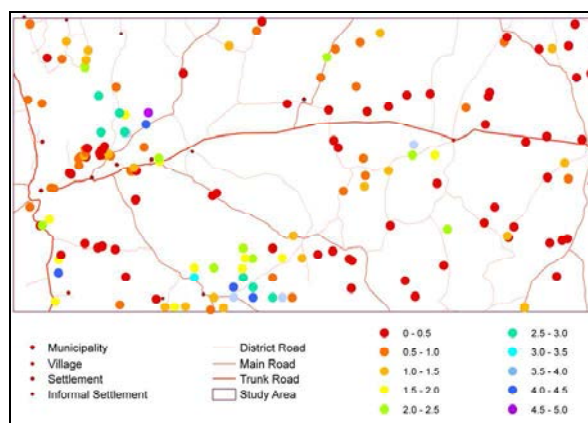 Municipality
Village
Settlement
Informal Settlement
District Road
Main Road
Trunk Road
Study Area
0 - 0.5
0.5 - 1.0
1.0 - 1.5
1.5 - 2.0
2.0 - 2.5
2.5 - 3.0
3.0 - 3.5
3.5 - 4.0
4.0 - 4.5
4.5 - 5.0